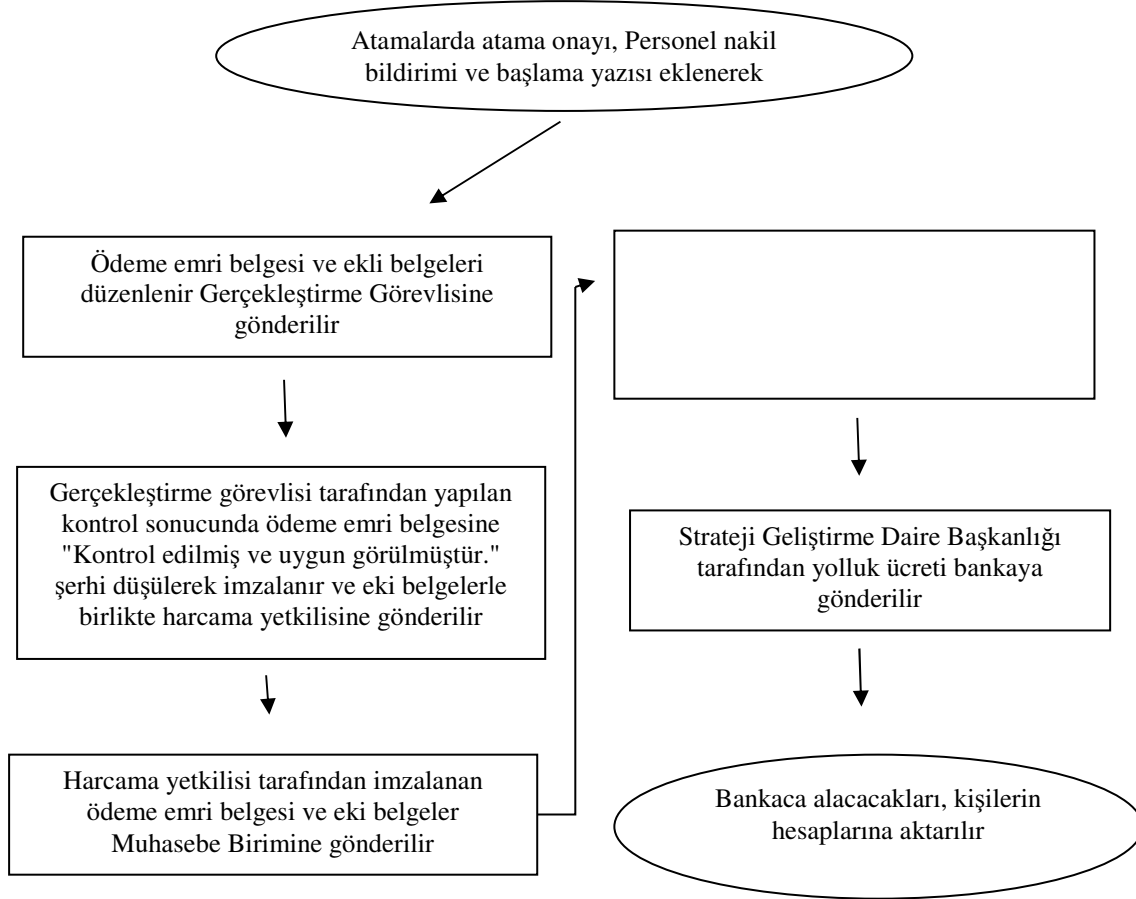 Atamalarda atama onayı, Personel nakil
bildirimi ve başlama yazısı eklenerek
Ödeme emri belgesi ve ekli belgeleri
düzenlenir Gerçekleştirme Görevlisine
gönderilir
Gerçekleştirme görevlisi tarafından yapılan
kontrol sonucunda ödeme emri belgesine
"Kontrol edilmiş ve uygun görülmüştür."
şerhi düşülerek imzalanır ve eki belgelerle
birlikte harcama yetkilisine gönderilir
Harcama yetkilisi tarafından imzalanan
ödeme emri belgesi ve eki belgeler
Muhasebe Birimine gönderilir
Strateji Geliştirme Daire Başkanlığı
tarafından yolluk ücreti bankaya
gönderilir
Bankaca alacacakları, kişilerin
hesaplarına aktarılır